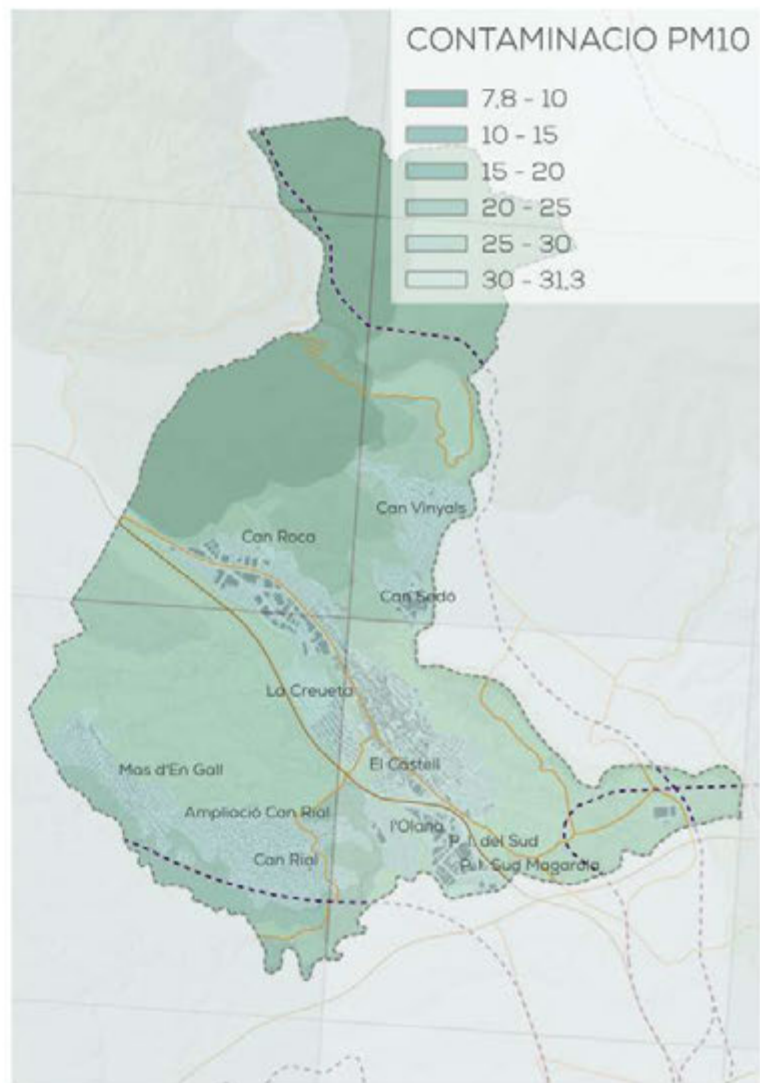 CONTAMINACIO PM10
7,8 - 10
10 - 15
15 - 20
20 - 25
25 - 30
30 - 31,3
Can Vinyals
Can Roca
Can Sedó
La Creueta
El Castell
Mas d'En Gall
Ampliació Can Rial
l'Olana
P. I. del Sud
Can Rial
P. I. Sud Magarola